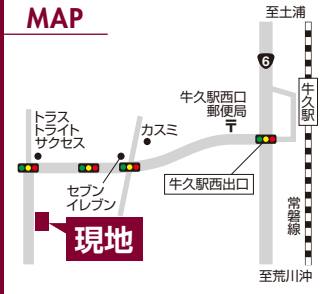 MAP
至土浦
6
牛久駅
牛久駅西口
郵便局
〒
トラス
トライト
サクセス
カスミ
セブン
イレブン
牛久駅西出口
常磐線
現地
至荒川沖